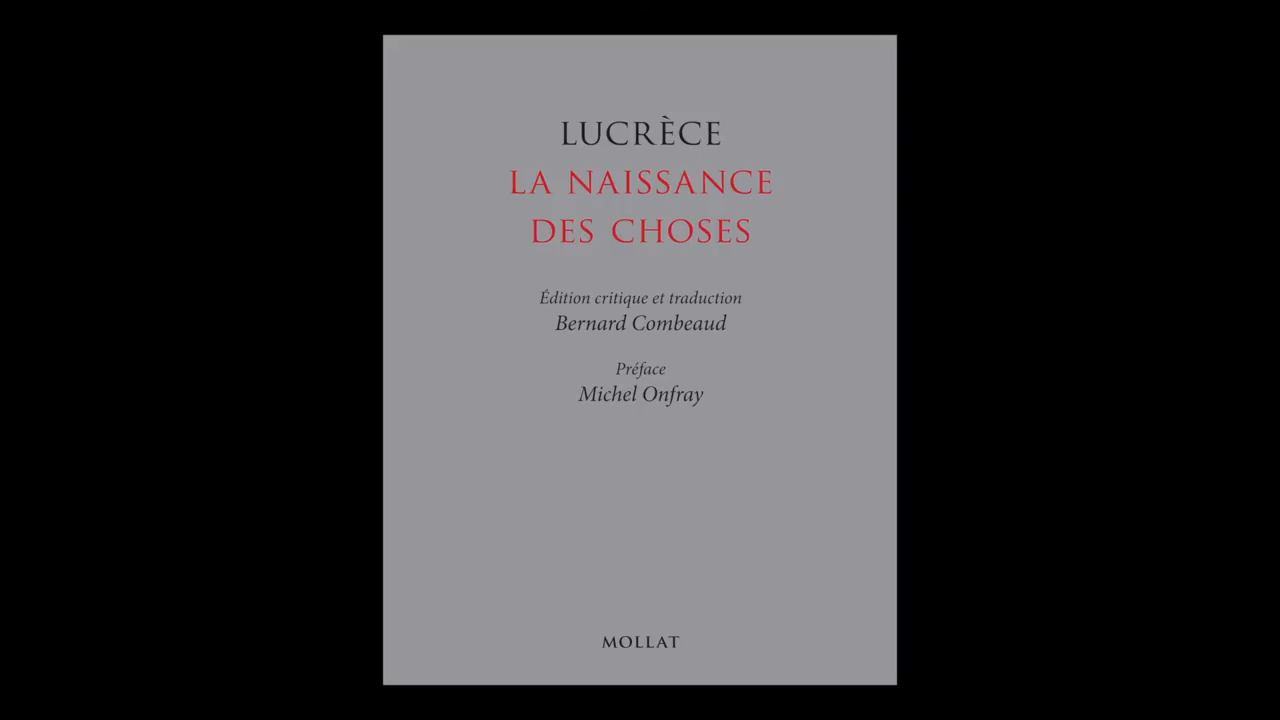 LUCRÈCE
LA NAISSANCE
DES CHOSES
Édition critique et traduction
Bernard Combeaud
Préface
Michel Onfray
MOLLAT